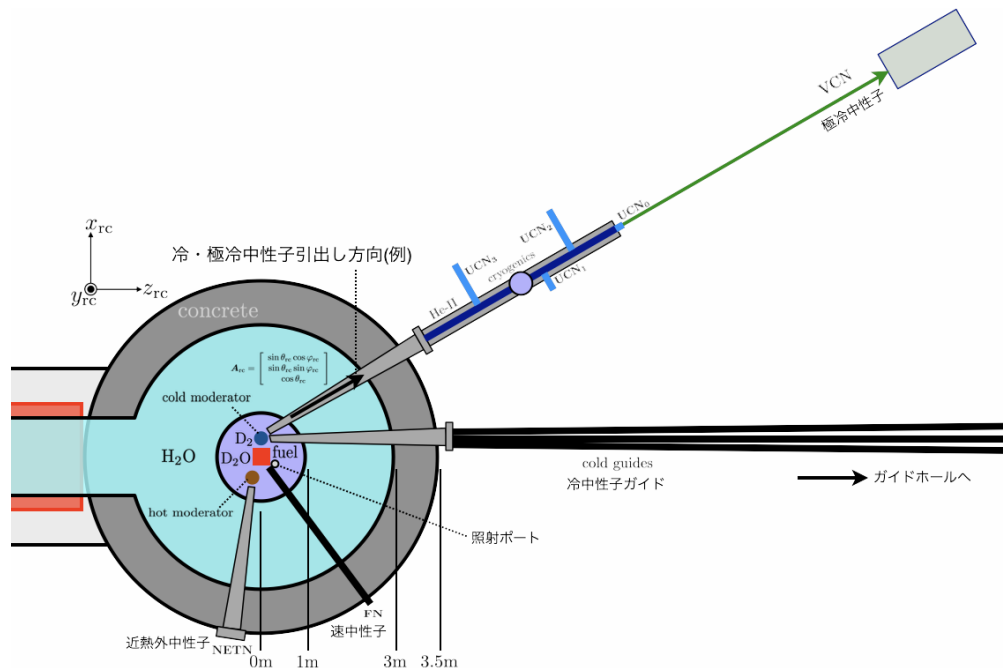 VCN
極冷中性子
UCN₀
UCN₂
UCN₁
UCN₃
cryogenics
He-II
x_rc
y_rc
z_rc
冷・極冷中性子引出し方向(例)
concrete
A_rc = [ sin θ_rc cos φ_rc
sin θ_rc sin φ_rc
cos θ_rc ]
cold moderator
D₂
H₂O
D₂O
fuel
hot moderator
cold guides
冷中性子ガイド
ガイドホールへ
照射ポート
FN
速中性子
近熱外中性子
NETN
0m
1m
3m
3.5m